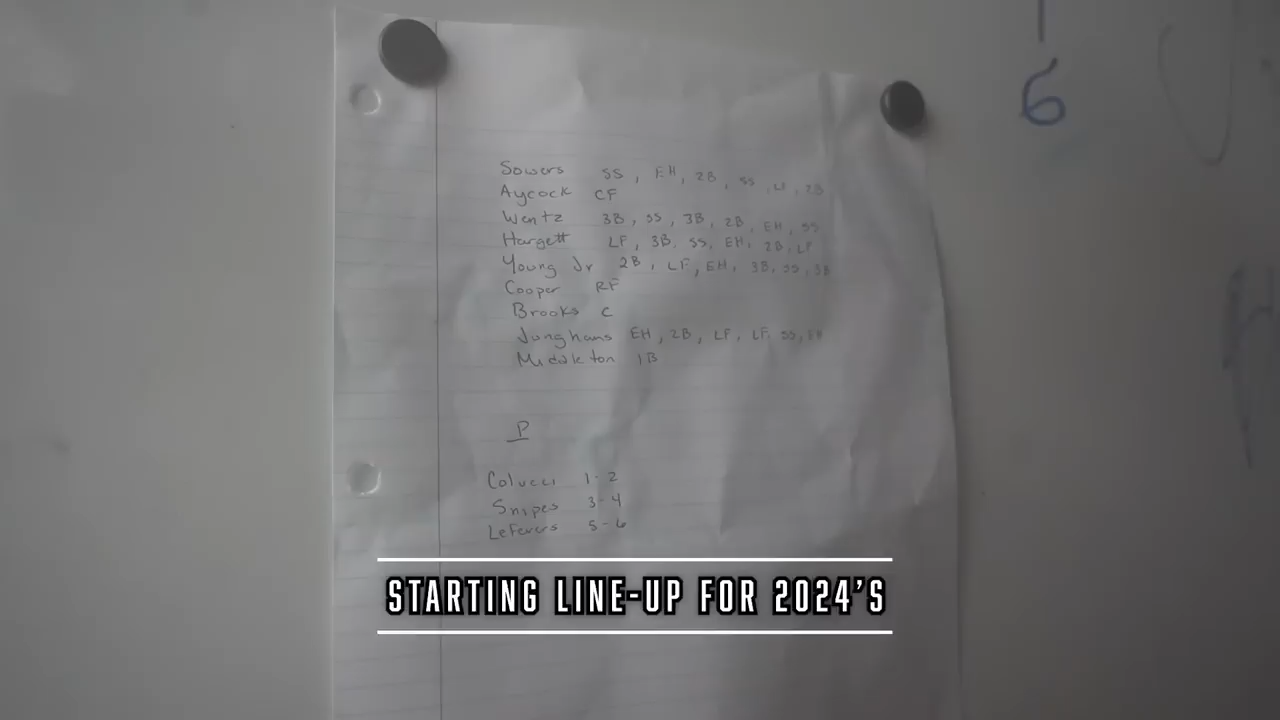 6
Sowers SS, EH, 2B, SS, LF, 2B
Aycock CF
Wentz 3B, SS, 3B, 2B, EH, SS
Hargett LF, 3B, SS, EH, 2B, LF
Young Jr 2B, LF, EH, 3B, SS, 3B
Cooper RF
Brooks C
Junghans EH, 2B, LF, LF, SS, EH
Middleton 1B
P
Colucci 1-2
Snipes 3-4
Lefevers 5-6
STARTING LINE-UP FOR 2024'S